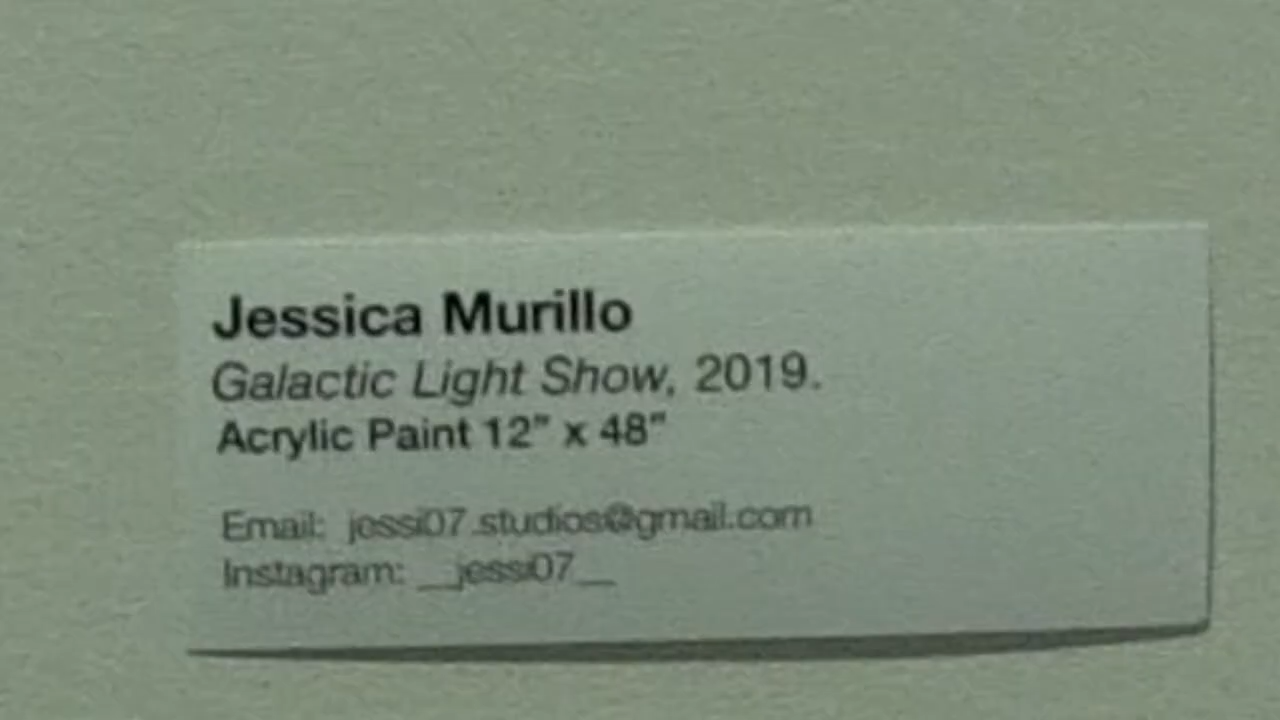 Jessica Murillo
Galactic Light Show, 2019.
Acrylic Paint 12" x 48"
Email: jessi07.studios@gmail.com
Instagram: __jessi07__